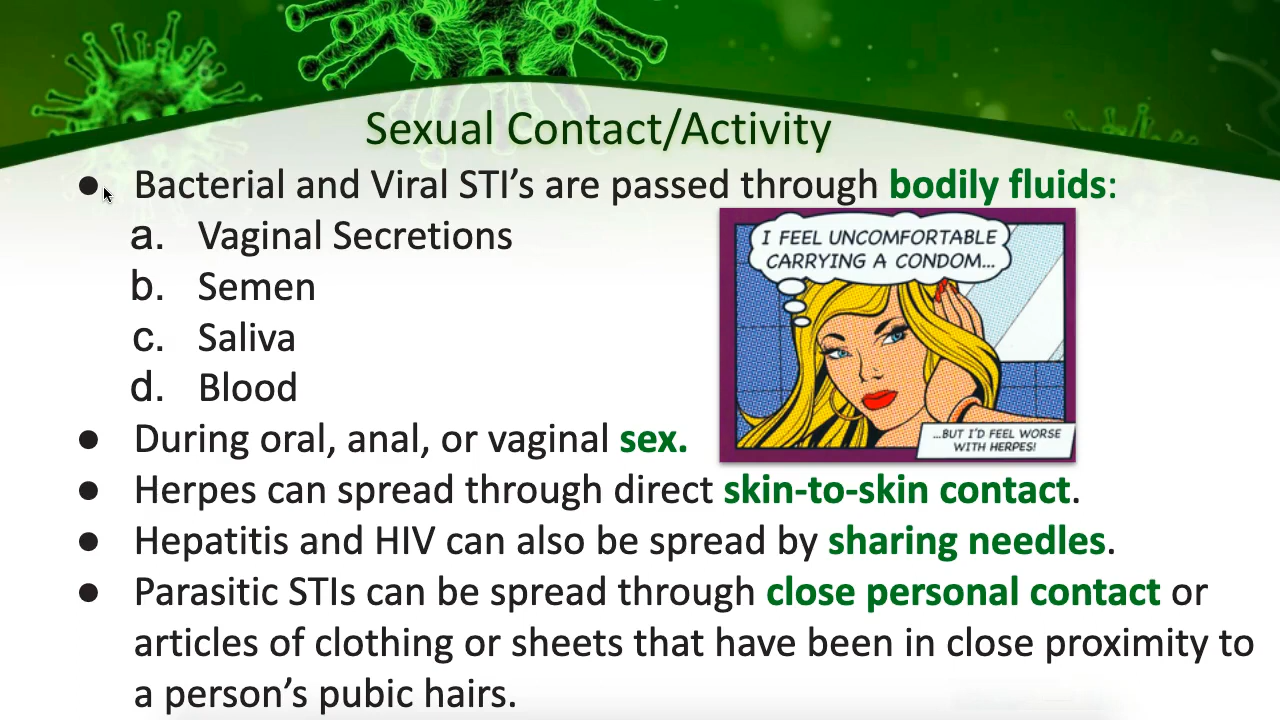 Sexual Contact/Activity
● Bacterial and Viral STI's are passed through bodily fluids:
a. Vaginal Secretions
b. Semen
c. Saliva
d. Blood
I FEEL UNCOMFORTABLE
CARRYING A CONDOM...
...BUT I'D FEEL WORSE
WITH HERPES!
● During oral, anal, or vaginal sex.
● Herpes can spread through direct skin-to-skin contact.
● Hepatitis and HIV can also be spread by sharing needles.
● Parasitic STIs can be spread through close personal contact or
articles of clothing or sheets that have been in close proximity to
a person's pubic hairs.